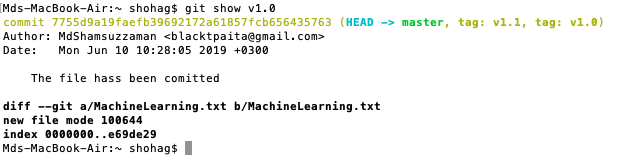 Mds-MacBook-Air:~ shohag$ git show v1.0
commit 7755d9a19faefb39692172a61857fcb656435763 (HEAD -> master, tag: v1.1, tag: v1.0)
Author: MdShamsuzzaman <blacktpaita@gmail.com>
Date:   Mon Jun 10 10:28:05 2019 +0300
The file hass been comitted
diff --git a/MachineLearning.txt b/MachineLearning.txt
new file mode 100644
index 0000000..e69de29
Mds-MacBook-Air:~ shohag$